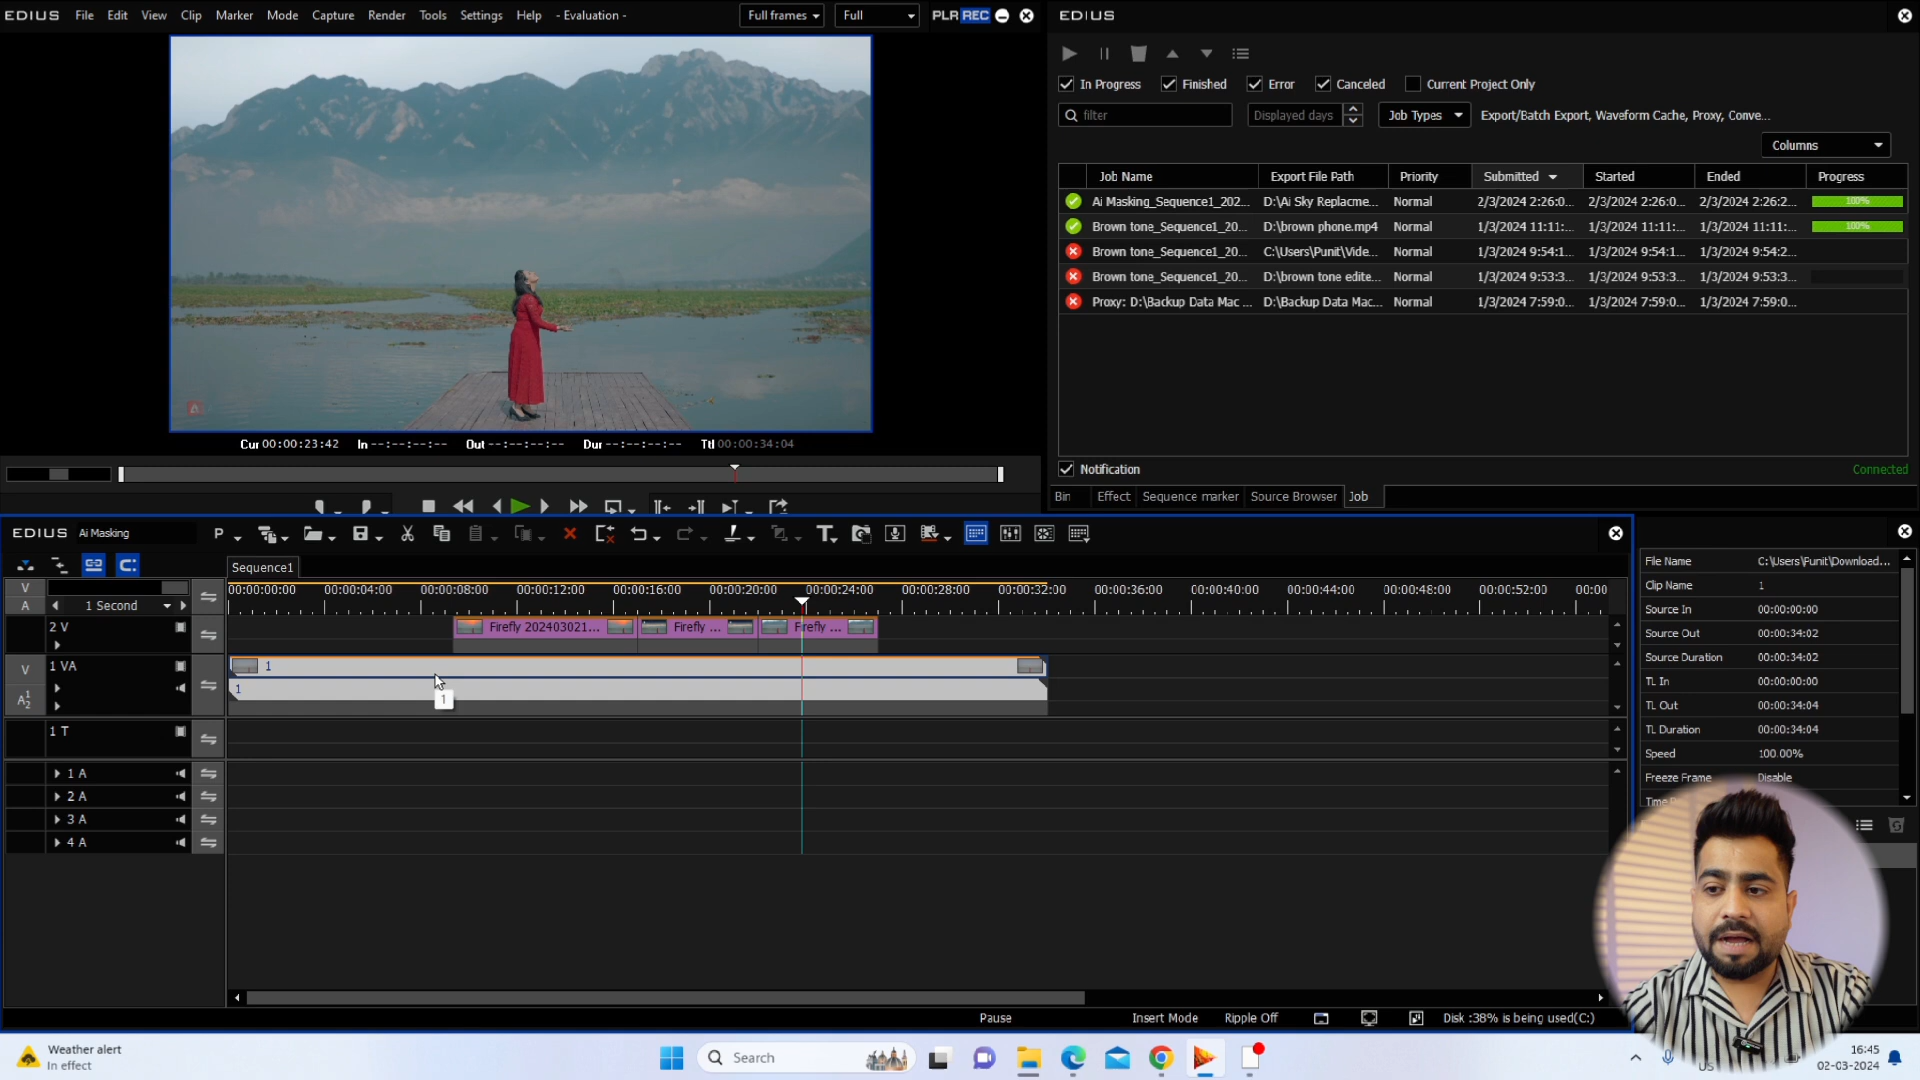 EDIUS File Edit View Clip Marker Mode Capture Render Tools Settings Help - Evaluation -
Full frames Full PLR REC
Cur 00:00:23:42 In --:--:--:-- Out --:--:--:-- Dur --:--:--:-- Ttl 00:00:34:04
EDIUS
In Progress Finished Error Canceled Current Project Only
filter Displayed days Job Types Export/Batch Export, Waveform Cache, Proxy, Conve...
Columns
Job Name Export File Path Priority Submitted Started Ended Progress
Ai Masking_Sequence1_202... D:\Ai Sky Replacme... Normal 2/3/2024 2:26:0... 2/3/2024 2:26:0... 2/3/2024 2:26:2... 100%
Brown tone_Sequence1_20... D:\brown phone.mp4 Normal 1/3/2024 11:11:... 1/3/2024 11:11:... 1/3/2024 11:11:... 100%
Brown tone_Sequence1_20... C:\Users\Punit\Vide... Normal 1/3/2024 9:54:1... 1/3/2024 9:54:1... 1/3/2024 9:54:2...
Brown tone_Sequence1_20... D:\brown tone edite... Normal 1/3/2024 9:53:3... 1/3/2024 9:53:3... 1/3/2024 9:53:3...
Proxy: D:\Backup Data Mac ... D:\Backup Data Mac... Normal 1/3/2024 7:59:0... 1/3/2024 7:59:0... 1/3/2024 7:59:0...
Notification Connected
Bin Effect Sequence marker Source Browser Job
EDIUS Ai Masking P T
Sequence1
V
A 1 Second
00:00:00:00 00:00:04:00 00:00:08:00 00:00:12:00 00:00:16:00 00:00:20:00 00:00:24:00 00:00:28:00 00:00:32:00 00:00:36:00 00:00:40:00 00:00:44:00 00:00:48:00 00:00:52:00 00:00
2 V Firefly 202403021... Firefly ... Firefly ...
V 1 VA 1
A12 1
1
1 T
1 A
2 A
3 A
4 A
Pause Insert Mode Ripple Off Disk :38% is being used(C:)
File Name C:\Users\Punit\Download...
Clip Name 1
Source In 00:00:00:00
Source Out 00:00:34:02
Source Duration 00:00:34:02
TL In 00:00:00:00
TL Out 00:00:34:04
TL Duration 00:00:34:04
Speed 100.00%
Freeze Frame Disable
Weather alert
In effect
Search
US
16:45
02-03-2024